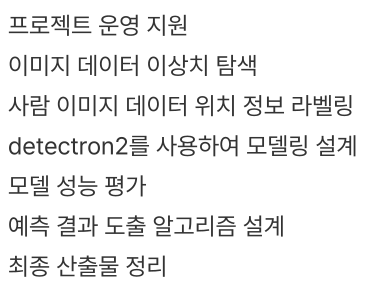 프로젝트 운영 지원
이미지 데이터 이상치 탐색
사람 이미지 데이터 위치 정보 라벨링
detectron2를 사용하여 모델링 설계
모델 성능 평가
예측 결과 도출 알고리즘 설계
최종 산출물 정리